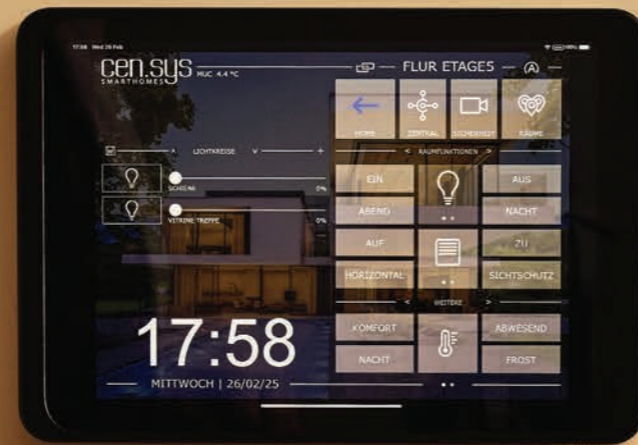 17:58 Wed 26 Feb
100%
cen.sys
SMARTHOMES
MUC 4.4 °C
FLUR ETAGE5
A
HOME
ZENTRAL
SICHERHEIT
RÄUME
LICHTKREISE
RAUMFUNKTIONEN
SCHIENE 0%
VITRINE TREPPE 0%
EIN
AUS
ABEND
NACHT
AUF
ZU
HORIZONTAL
SICHTSCHUTZ
WEITERE
KOMFORT
ABWESEND
NACHT
FROST
17:58
MITTWOCH | 26/02/25